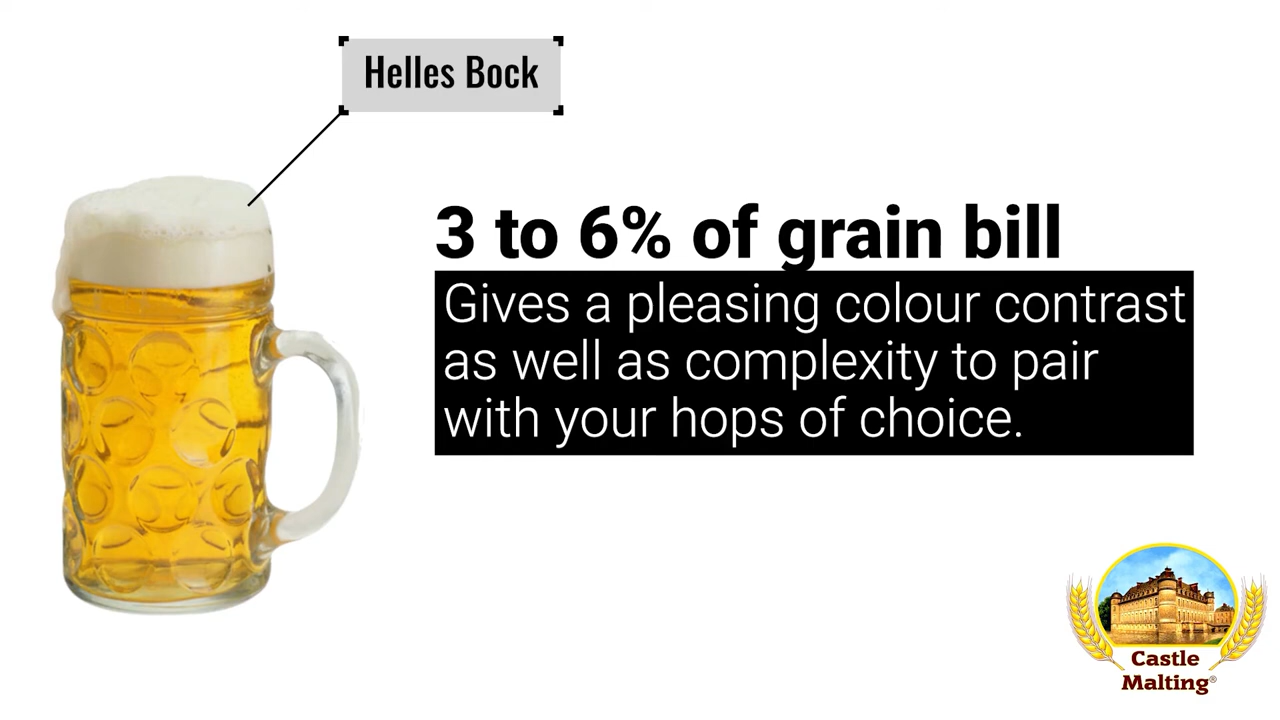 Helles Bock
3 to 6% of grain bill
Gives a pleasing colour contrast
as well as complexity to pair
with your hops of choice.
Castle
Malting®